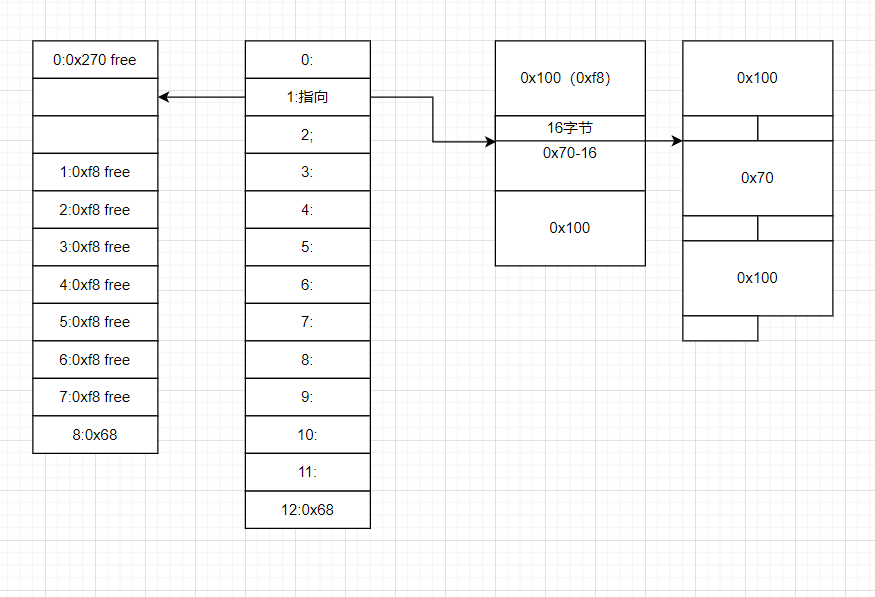 0:0x270 free
1:0xf8 free
2:0xf8 free
3:0xf8 free
4:0xf8 free
5:0xf8 free
6:0xf8 free
7:0xf8 free
8:0x68
0:
1:指向
2;
3:
4:
5:
6:
7:
8:
9:
10:
11:
12:0x68
0x100（0xf8）
16字节
0x70-16
0x100
0x100
0x70
0x100